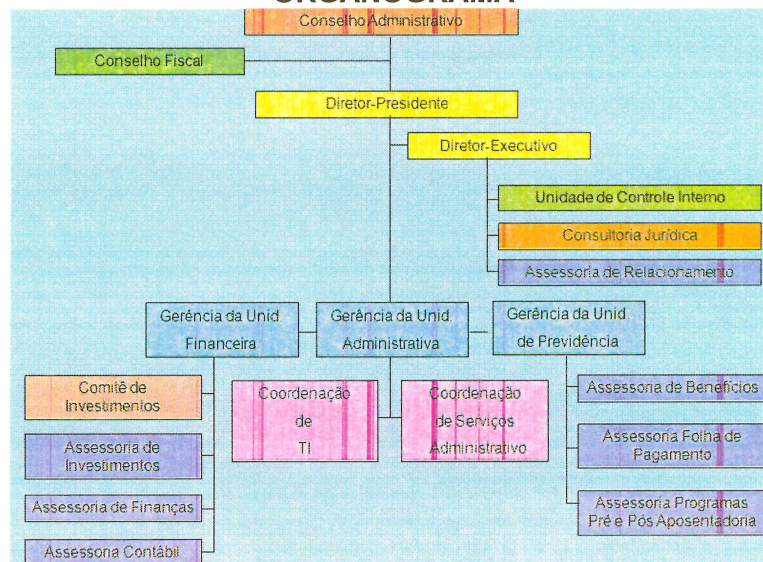 ORGANOGRAMA
Conselho Administrativo
Conselho Fiscal
Diretor-Presidente
Diretor-Executivo
Unidade de Controle Interno
Consultoria Jurídica
Assessoria de Relacionamento
Gerência da Unid.
Financeira
Gerência da Unid.
Administrativa
Gerência da Unid.
de Previdência
Comitê de
Investimentos
Assessoria de
Investimentos
Assessoria de Finanças
Assessoria Contábil
Coordenação
de
TI
Coordenação
de Serviços
Administrativo
Assessoria de Benefícios
Assessoria Folha de
Pagamento
Assessoria Programas
Pré e Pós Aposentadoria